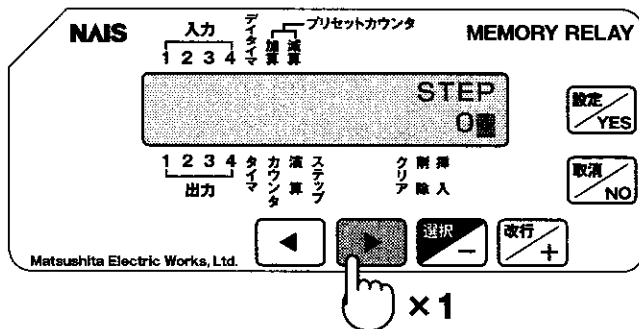 NAIS
入力
1 2 3 4
デイタイマ
加算
減算
プリセットカウンタ
MEMORY RELAY
STEP
0
設定/YES
1 2 3 4
出力
タイマ
カウンタ
演算
ステップ
クリア
削除
挿入
取消/NO
◀
▶
選択/−
改行/+
Matsushita Electric Works, Ltd.
×1